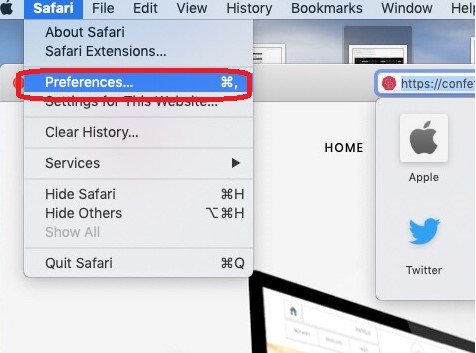 Safari File Edit View History Bookmarks Window Help
About Safari
Safari Extensions...
Preferences... ⌘,
Settings for This Website...
Clear History...
Services
Hide Safari ⌘H
Hide Others ⌥⌘H
Show All
Quit Safari ⌘Q
https://confe
HOME
Apple
Twitter